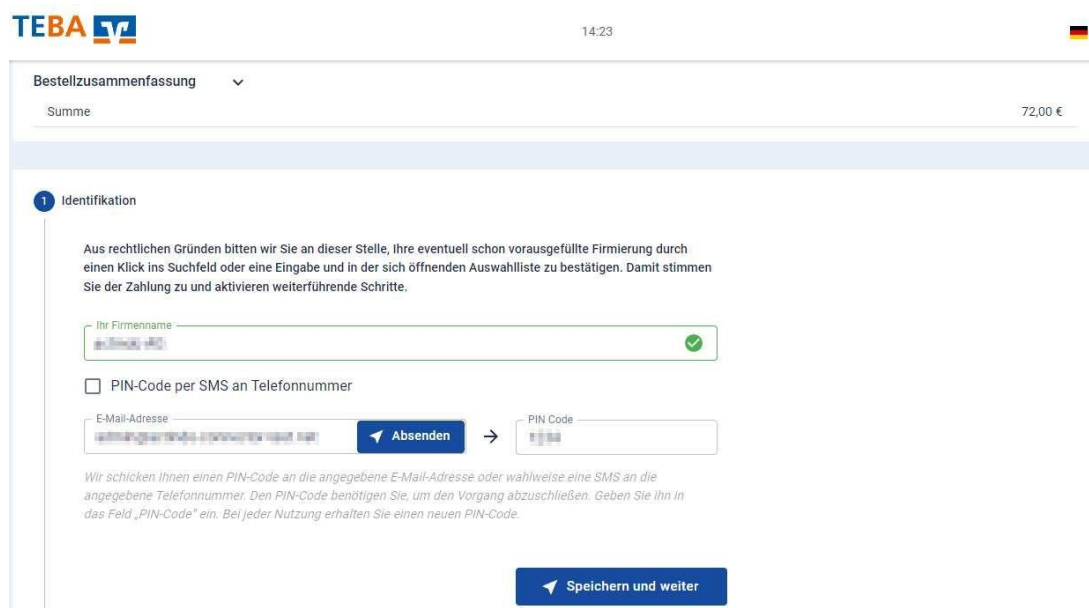 TEBA
14:23
Bestellzusammenfassung
Summe 72,00 €
1 Identifikation
Aus rechtlichen Gründen bitten wir Sie an dieser Stelle, Ihre eventuell schon vorausgefüllte Firmierung durch
einen Klick ins Suchfeld oder eine Eingabe und in der sich öffnenden Auswahlliste zu bestätigen. Damit stimmen
Sie der Zahlung zu und aktivieren weiterführende Schritte.
Ihr Firmenname
PIN-Code per SMS an Telefonnummer
E-Mail-Adresse
Absenden
PIN Code
Wir schicken Ihnen einen PIN-Code an die angegebene E-Mail-Adresse oder wahlweise eine SMS an die
angegebene Telefonnummer. Den PIN-Code benötigen Sie, um den Vorgang abzuschließen. Geben Sie ihn in
das Feld „PIN-Code" ein. Bei jeder Nutzung erhalten Sie einen neuen PIN-Code.
Speichern und weiter